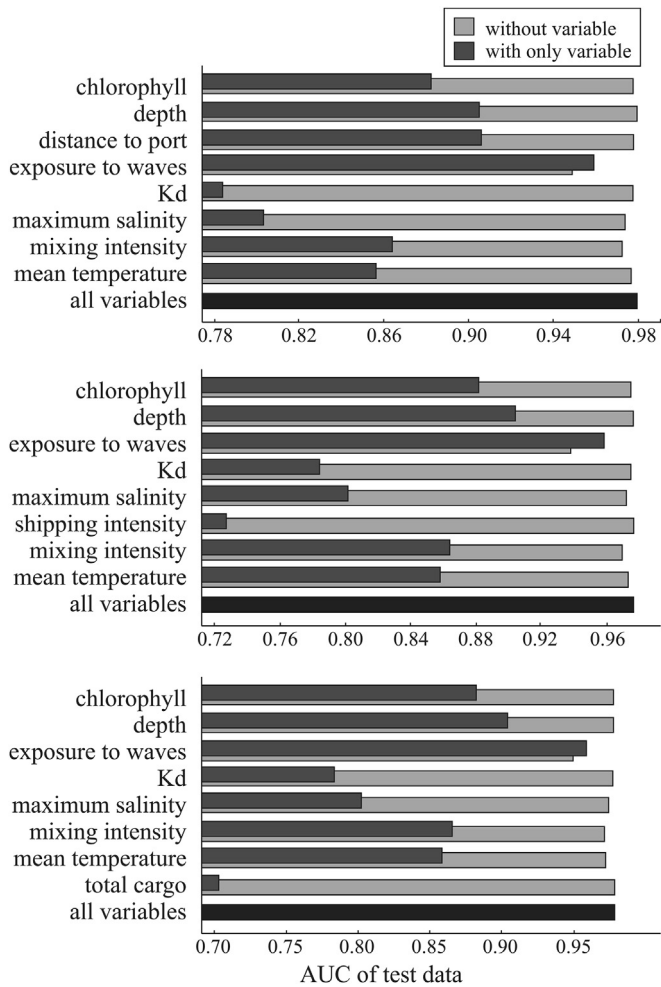 without variable
with only variable
chlorophyll
depth
distance to port
exposure to waves
Kd
maximum salinity
mixing intensity
mean temperature
all variables
0.78 0.82 0.86 0.90 0.94 0.98
chlorophyll
depth
exposure to waves
Kd
maximum salinity
shipping intensity
mixing intensity
mean temperature
all variables
0.72 0.76 0.80 0.84 0.88 0.92 0.96
chlorophyll
depth
exposure to waves
Kd
maximum salinity
mixing intensity
mean temperature
total cargo
all variables
0.70 0.75 0.80 0.85 0.90 0.95
AUC of test data